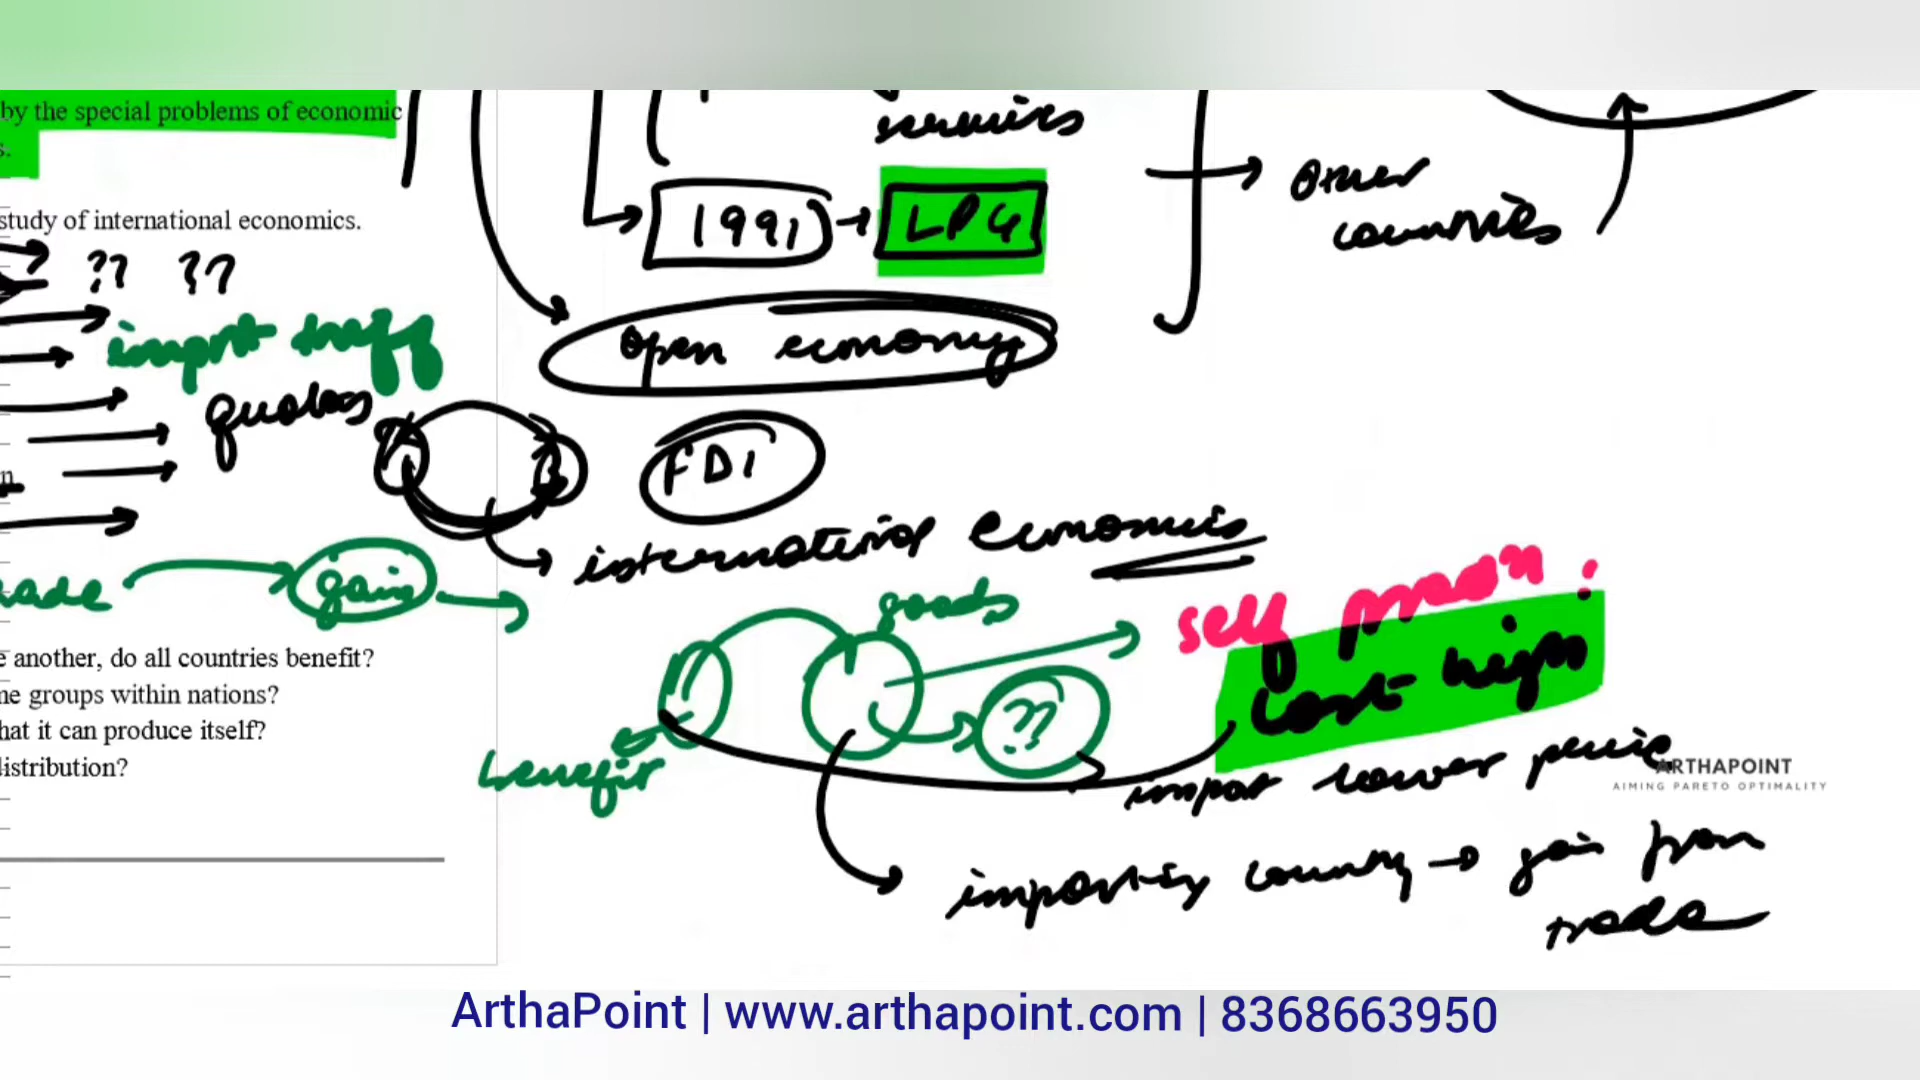 by the special problems of economic
s.
services
other
countries
1991 → LPG
study of international economics.
?? ??
import
open economy
quotas
FDI
n
international economics
ade
gain
goods
self
cost high
e another, do all countries benefit?
ne groups within nations?
hat it can produce itself?
istribution?
??
benefit
import lower price
ARTHAPOINT
AIMING PARETO OPTIMALITY
importing country → gain from
trade
ArthaPoint | www.arthapoint.com | 8368663950